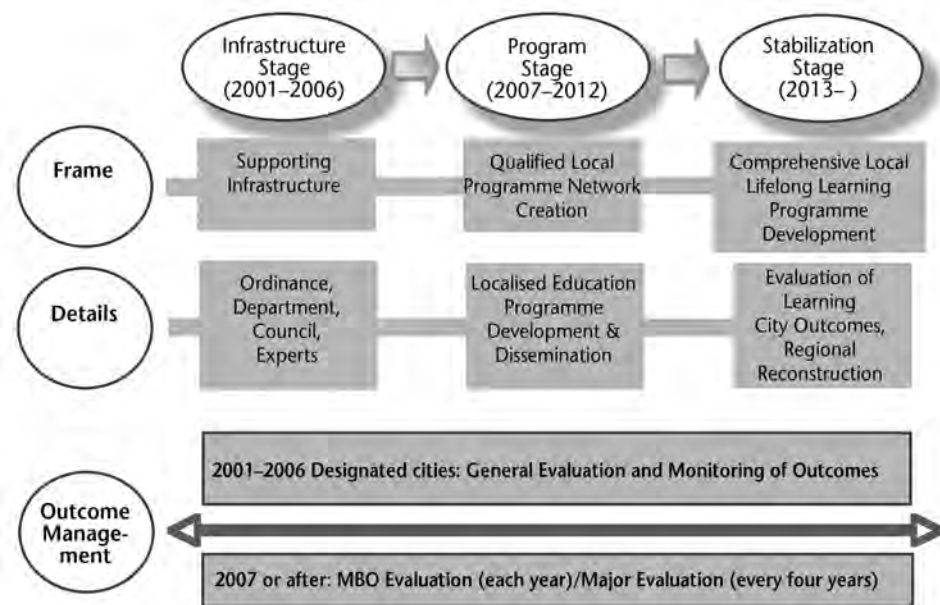 Infrastructure
Stage
(2001–2006)
Program
Stage
(2007–2012)
Stabilization
Stage
(2013– )
Frame
Supporting
Infrastructure
Qualified Local
Programme Network
Creation
Comprehensive Local
Lifelong Learning
Programme
Development
Details
Ordinance,
Department,
Council,
Experts
Localised Education
Programme
Development &
Dissemination
Evaluation of
Learning
City Outcomes,
Regional
Reconstruction
Outcome
Manage-
ment
2001–2006 Designated cities: General Evaluation and Monitoring of Outcomes
2007 or after: MBO Evaluation (each year)/Major Evaluation (every four years)